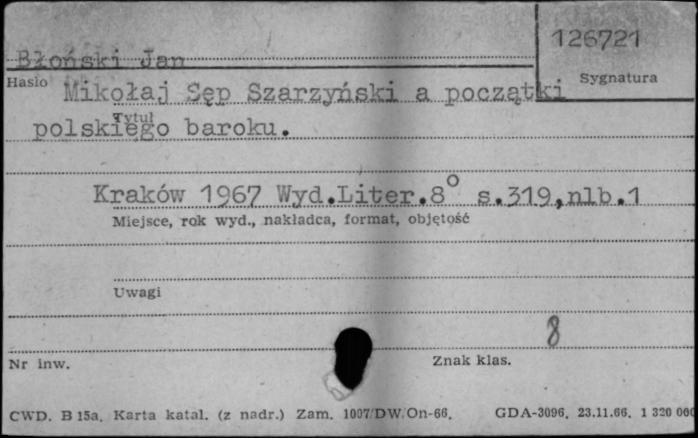 126721
Błoński Jan
Hasło
Sygnatura
Mikołaj Sęp Szarzyński a początki
Tytuł
polskiego baroku.
Kraków 1967 Wyd.Liter.8° s.319,nlb.1
Miejsce, rok wyd., nakładca, format, objętość
Uwagi
8
Nr inw.
Znak klas.
CWD. B 15a. Karta katal. (z nadr.) Zam. 1007/DW/On-66. GDA-3096. 23.11.66. 1 320 000